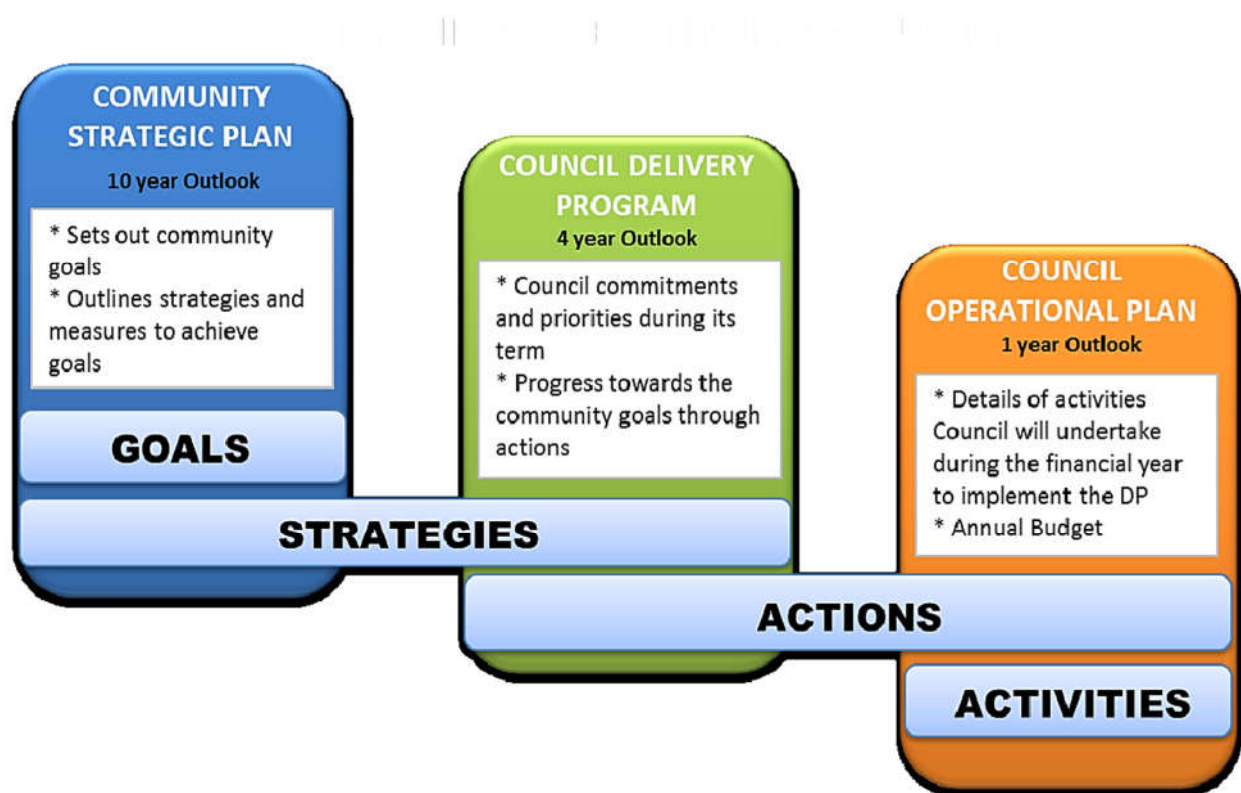 COMMUNITY
STRATEGIC PLAN
10 year Outlook
* Sets out community
goals
* Outlines strategies and
measures to achieve
goals
GOALS
STRATEGIES
COUNCIL DELIVERY
PROGRAM
4 year Outlook
* Council commitments
and priorities during its
term
* Progress towards the
community goals through
actions
ACTIONS
COUNCIL
OPERATIONAL PLAN
1 year Outlook
* Details of activities
Council will undertake
during the financial year
to implement the DP
* Annual Budget
ACTIVITIES